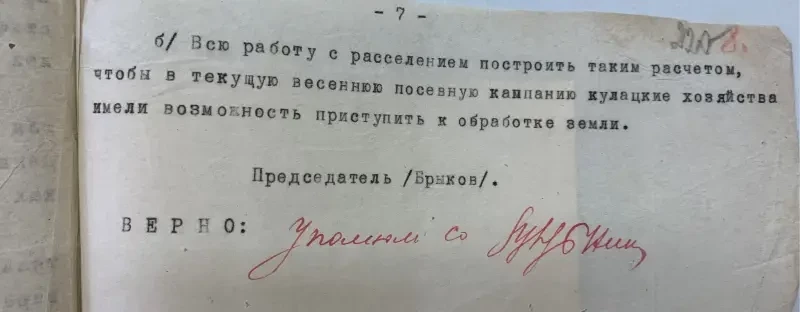 - 7 -
8.
б/ Всю работу с расселением построить таким расчетом,
чтобы в текущую весеннюю посевную кампанию кулацкие хозяйства
имели возможность приступить к обработке земли.
Председатель /Брыков/.
ВЕРНО: